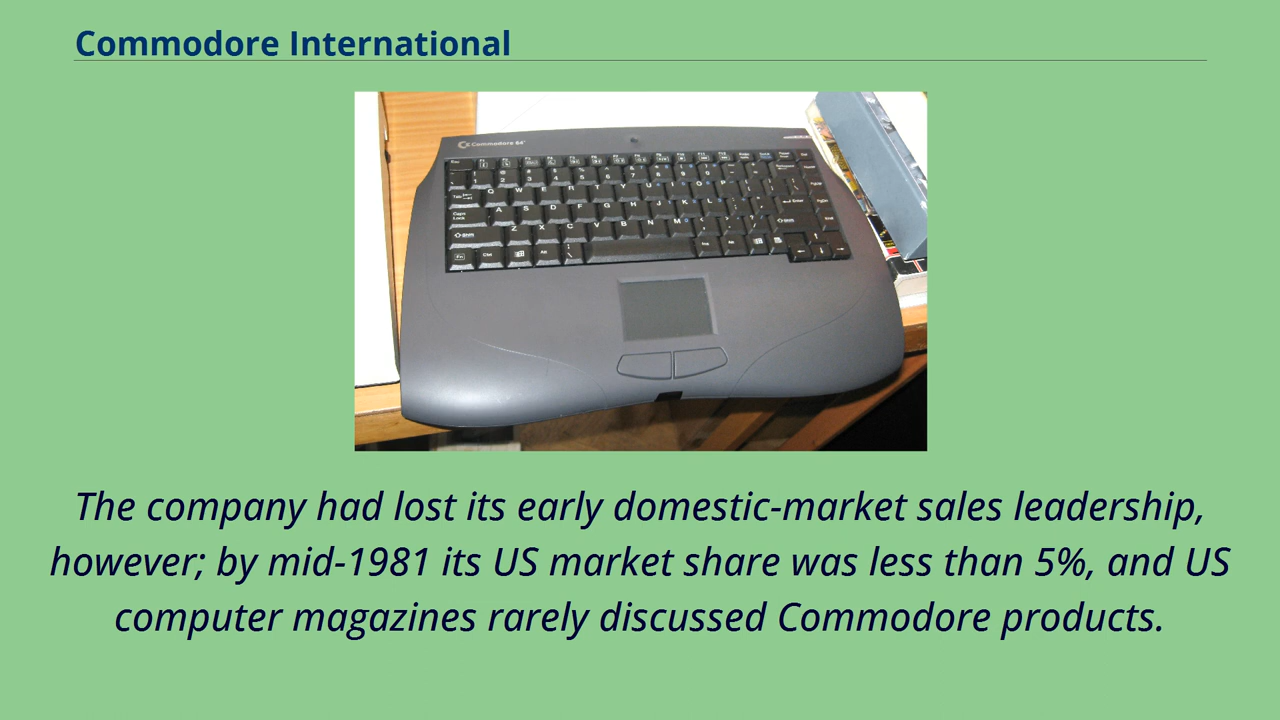 Commodore International
Commodore 64
The company had lost its early domestic-market sales leadership,
however; by mid-1981 its US market share was less than 5%, and US
computer magazines rarely discussed Commodore products.